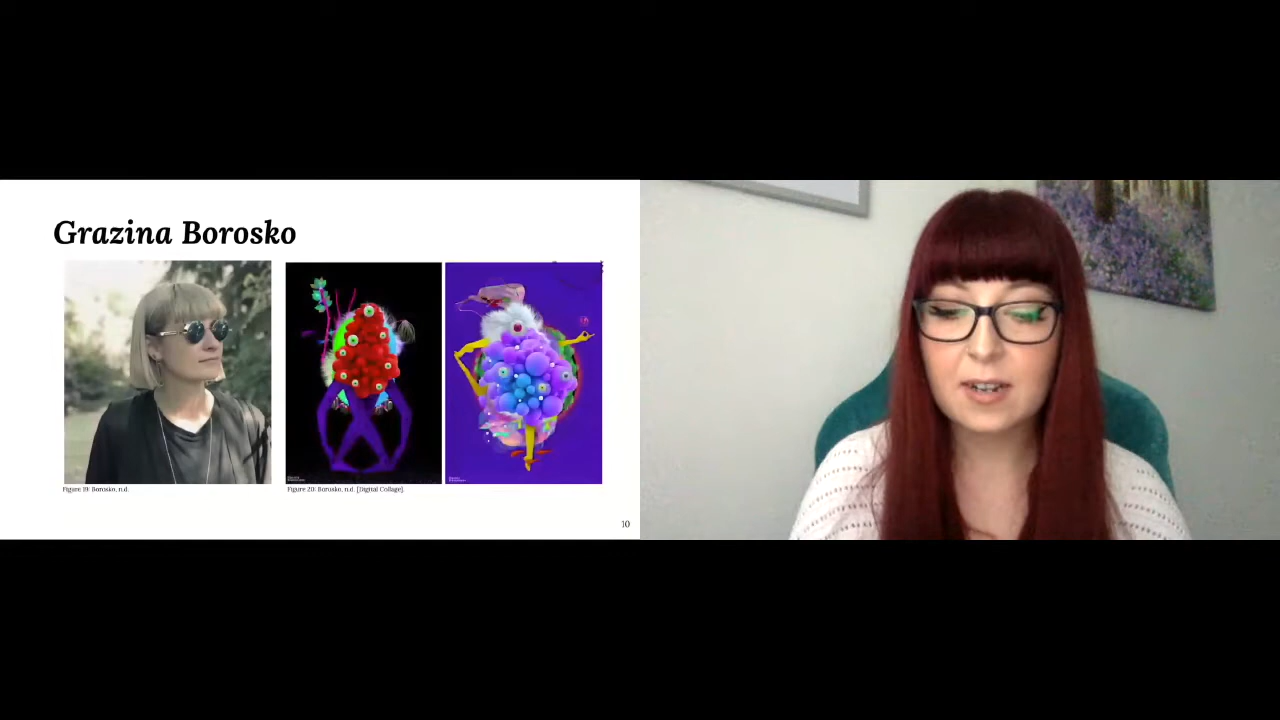 Grazina Borosko
Figure 19: Borosko, n.d.
Figure 20: Borosko, n.d. [Digital Collage].
10